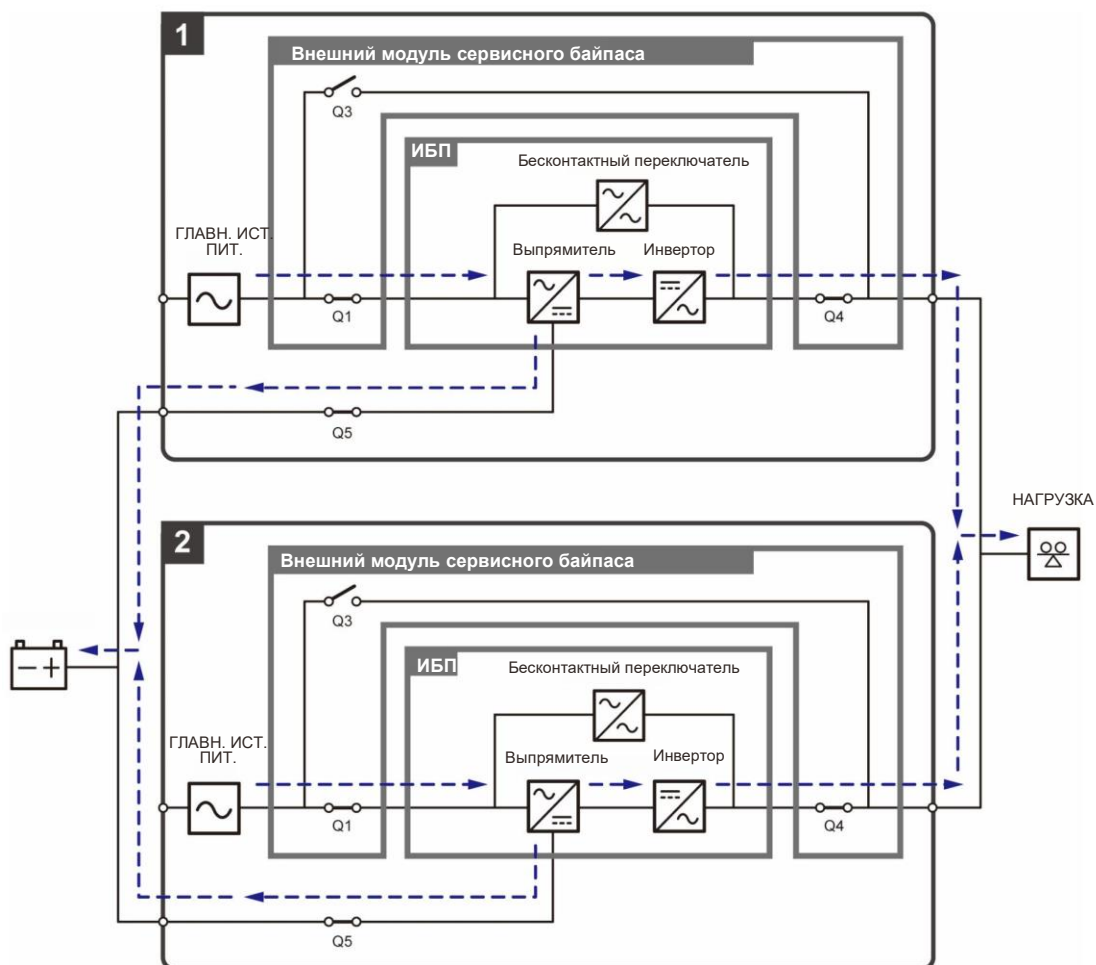 1
Внешний модуль сервисного байпаса
Q3
ИБП
Бесконтактный переключатель
ГЛАВН. ИСТ.
ПИТ.
Выпрямитель
Инвертор
Q1
Q4
Q5
НАГРУЗКА
2
Внешний модуль сервисного байпаса
Q3
ИБП
Бесконтактный переключатель
ГЛАВН. ИСТ.
ПИТ.
Выпрямитель
Инвертор
Q1
Q4
Q5